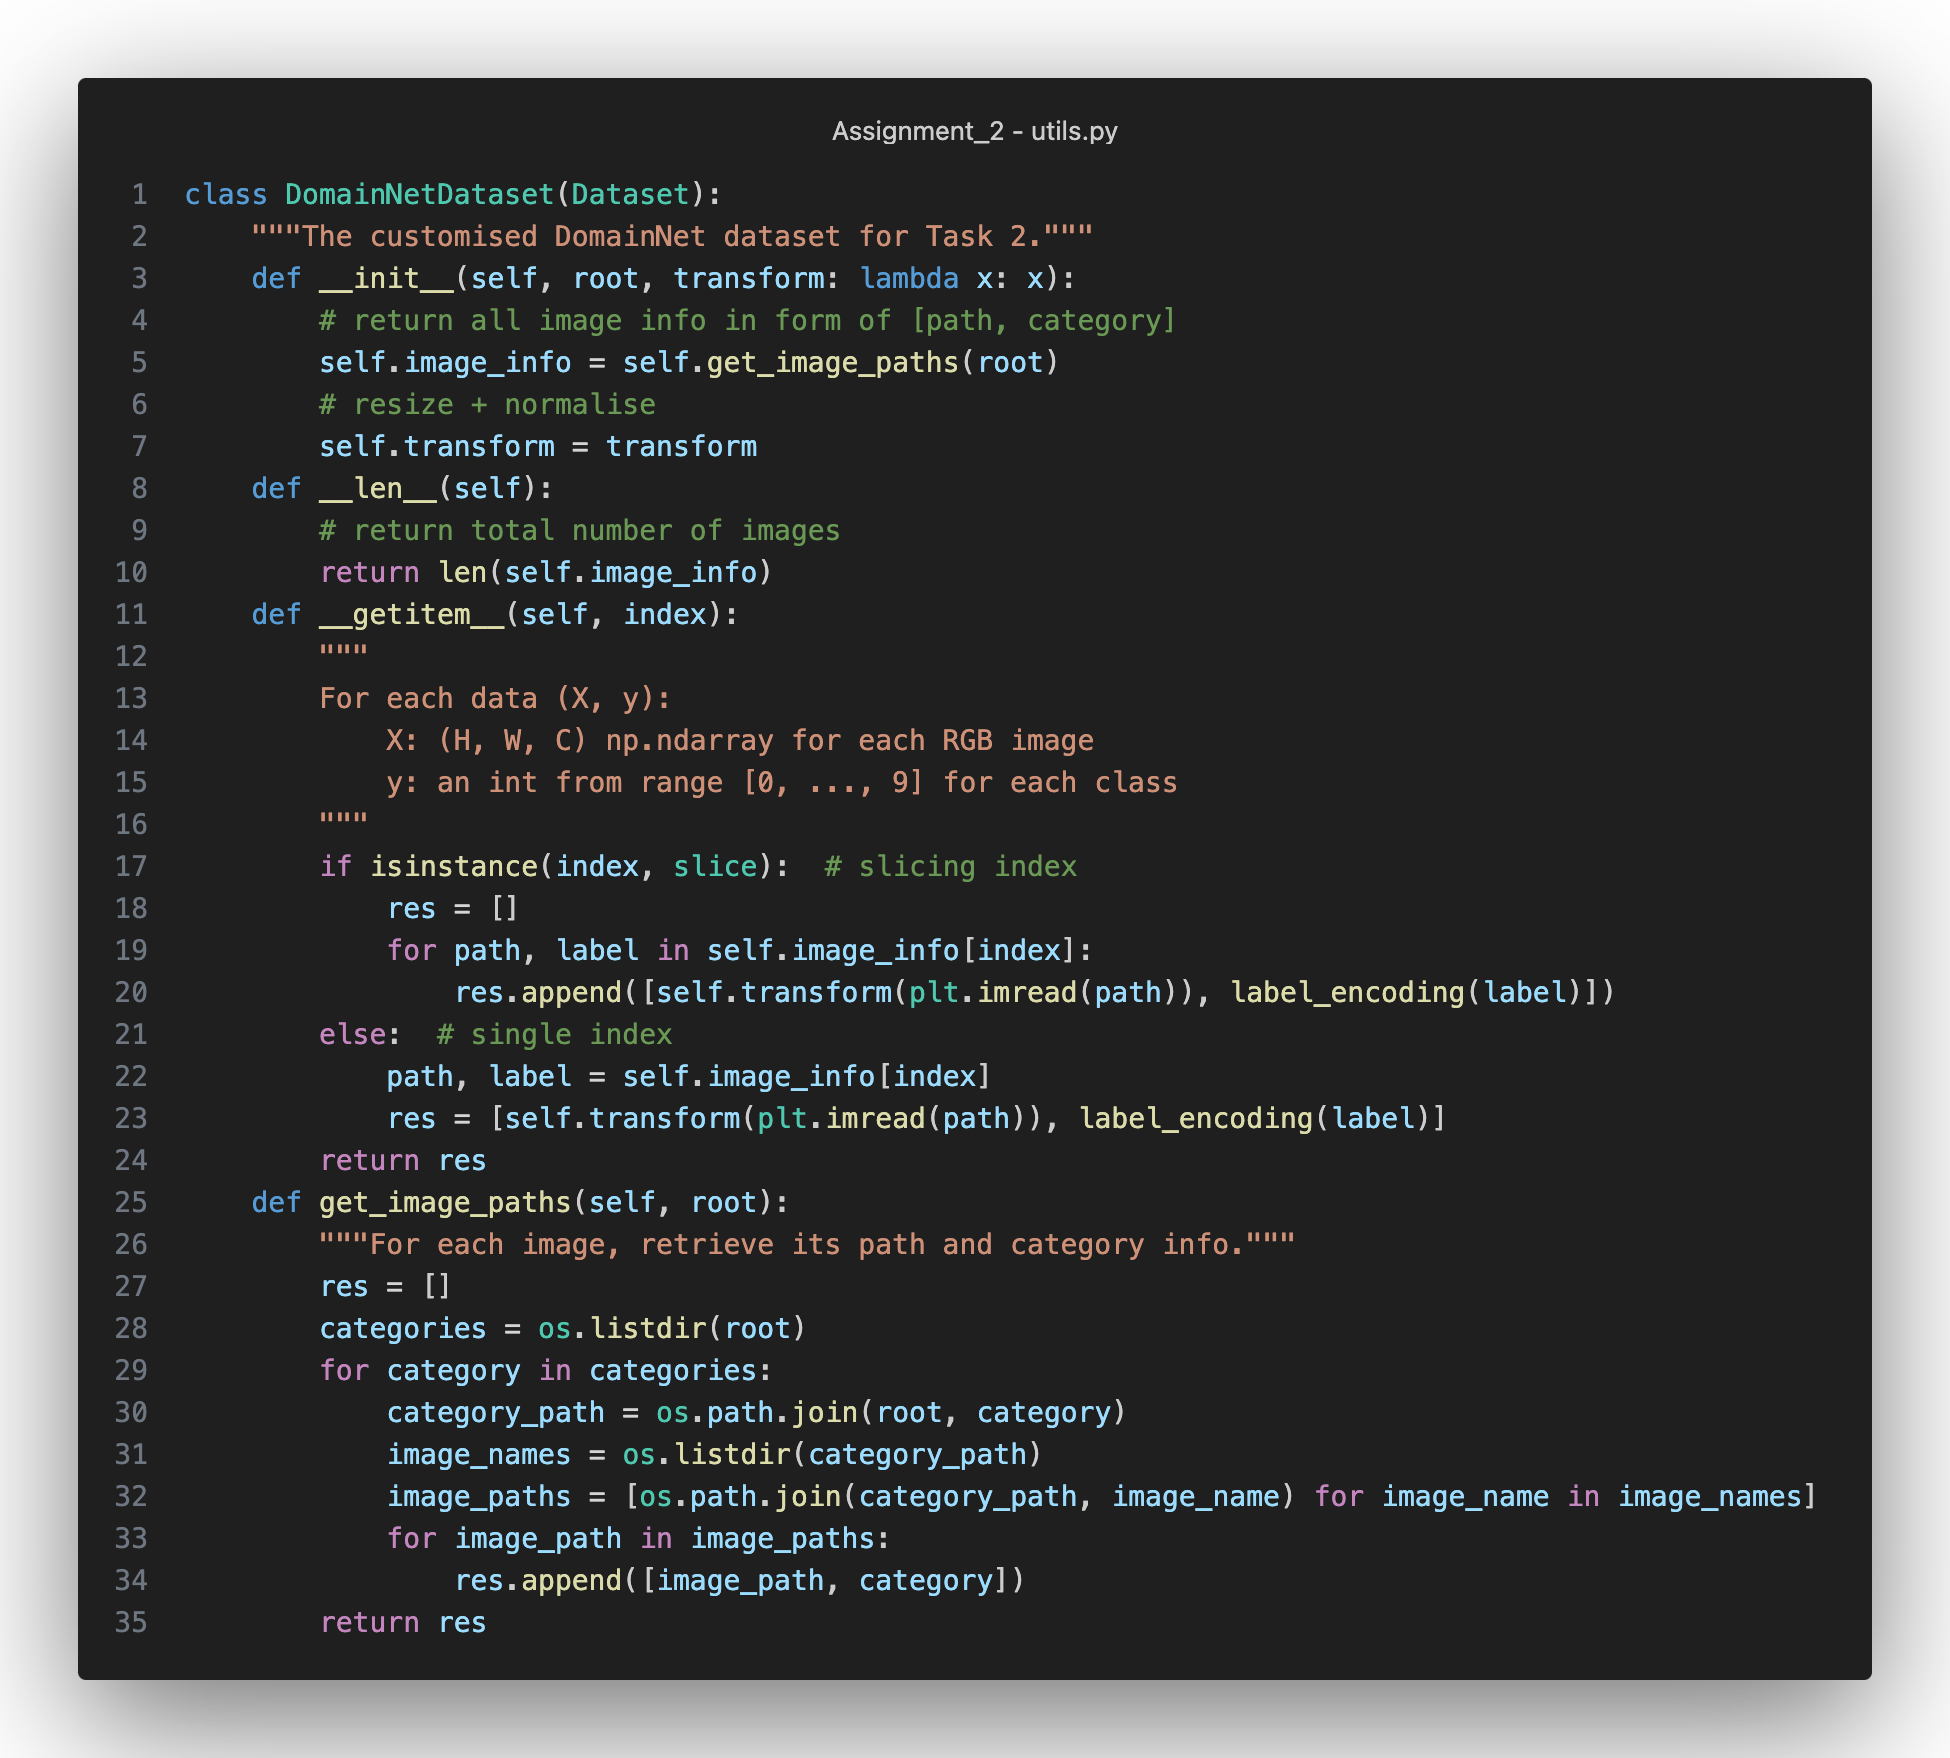 Assignment_2 - utils.py
1 class DomainNetDataset(Dataset):
2     """The customised DomainNet dataset for Task 2."""
3     def __init__(self, root, transform: lambda x: x):
4         # return all image info in form of [path, category]
5         self.image_info = self.get_image_paths(root)
6         # resize + normalise
7         self.transform = transform
8     def __len__(self):
9         # return total number of images
10         return len(self.image_info)
11     def __getitem__(self, index):
12         """
13         For each data (X, y):
14             X: (H, W, C) np.ndarray for each RGB image
15             y: an int from range [0, ..., 9] for each class
16         """
17         if isinstance(index, slice):  # slicing index
18             res = []
19             for path, label in self.image_info[index]:
20                 res.append([self.transform(plt.imread(path)), label_encoding(label)])
21         else:  # single index
22             path, label = self.image_info[index]
23             res = [self.transform(plt.imread(path)), label_encoding(label)]
24         return res
25     def get_image_paths(self, root):
26         """For each image, retrieve its path and category info."""
27         res = []
28         categories = os.listdir(root)
29         for category in categories:
30             category_path = os.path.join(root, category)
31             image_names = os.listdir(category_path)
32             image_paths = [os.path.join(category_path, image_name) for image_name in image_names]
33             for image_path in image_paths:
34                 res.append([image_path, category])
35         return res